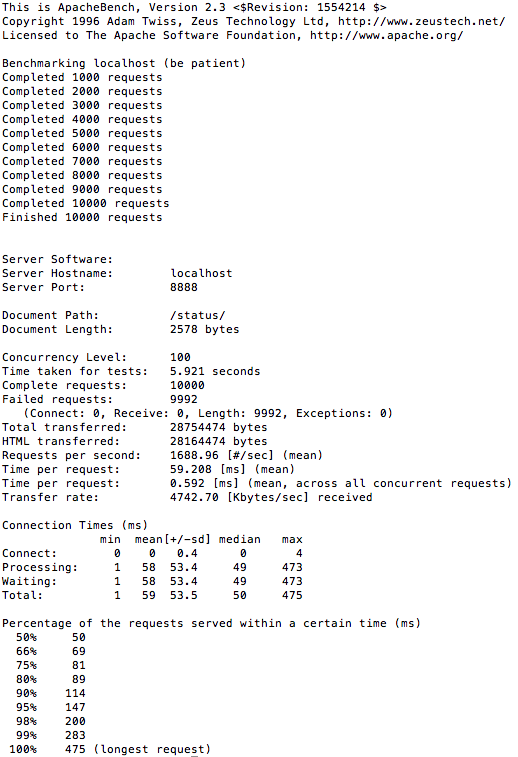 This is ApacheBench, Version 2.3 <$Revision: 1554214 $>
Copyright 1996 Adam Twiss, Zeus Technology Ltd, http://www.zeustech.net/
Licensed to The Apache Software Foundation, http://www.apache.org/

Benchmarking localhost (be patient)
Completed 1000 requests
Completed 2000 requests
Completed 3000 requests
Completed 4000 requests
Completed 5000 requests
Completed 6000 requests
Completed 7000 requests
Completed 8000 requests
Completed 9000 requests
Completed 10000 requests
Finished 10000 requests


Server Software:
Server Hostname:        localhost
Server Port:            8888

Document Path:          /status/
Document Length:        2578 bytes

Concurrency Level:      100
Time taken for tests:   5.921 seconds
Complete requests:      10000
Failed requests:        9992
   (Connect: 0, Receive: 0, Length: 9992, Exceptions: 0)
Total transferred:      28754474 bytes
HTML transferred:       28164474 bytes
Requests per second:    1688.96 [#/sec] (mean)
Time per request:       59.208 [ms] (mean)
Time per request:       0.592 [ms] (mean, across all concurrent requests)
Transfer rate:          4742.70 [Kbytes/sec] received

Connection Times (ms)
              min  mean[+/-sd] median   max
Connect:        0    0   0.4      0       4
Processing:     1   58  53.4     49     473
Waiting:        1   58  53.4     49     473
Total:          1   59  53.5     50     475

Percentage of the requests served within a certain time (ms)
  50%     50
  66%     69
  75%     81
  80%     89
  90%    114
  95%    147
  98%    200
  99%    283
 100%    475 (longest request)